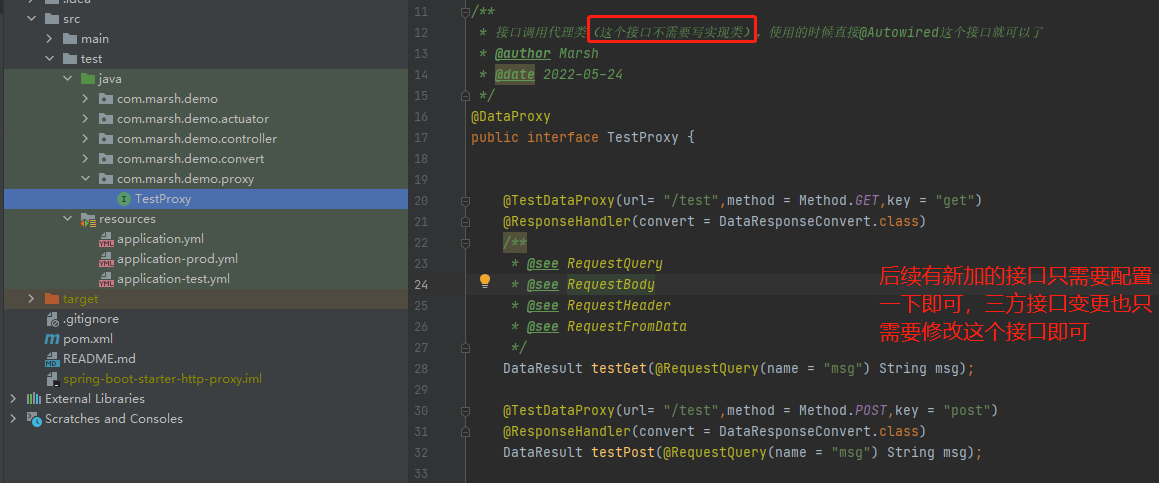 .idea
src
main
test
java
com.marsh.demo
com.marsh.demo.actuator
com.marsh.demo.controller
com.marsh.demo.convert
com.marsh.demo.proxy
TestProxy
resources
application.yml
application-prod.yml
application-test.yml
target
.gitignore
pom.xml
README.md
spring-boot-starter-http-proxy.iml
External Libraries
Scratches and Consoles
11 /**
12 * 接口调用代理类(这个接口不需要写实现类),使用的时候直接@Autowired这个接口就可以了
13 * @author Marsh
14 * @date 2022-05-24
15 */
16 @DataProxy
17 public interface TestProxy {
18
19
20 @TestDataProxy(url= "/test",method = Method.GET,key = "get")
21 @ResponseHandler(convert = DataResponseConvert.class)
22 /**
23 * @see RequestQuery
24 * @see RequestBody
25 * @see RequestHeader
26 * @see RequestFromData
27 */
28 DataResult testGet(@RequestQuery(name = "msg") String msg);
29
30 @TestDataProxy(url= "/test",method = Method.POST,key = "post")
31 @ResponseHandler(convert = DataResponseConvert.class)
32 DataResult testPost(@RequestQuery(name = "msg") String msg);
33
后续有新加的接口只需要配置
一下即可，三方接口变更也只
需要修改这个接口即可